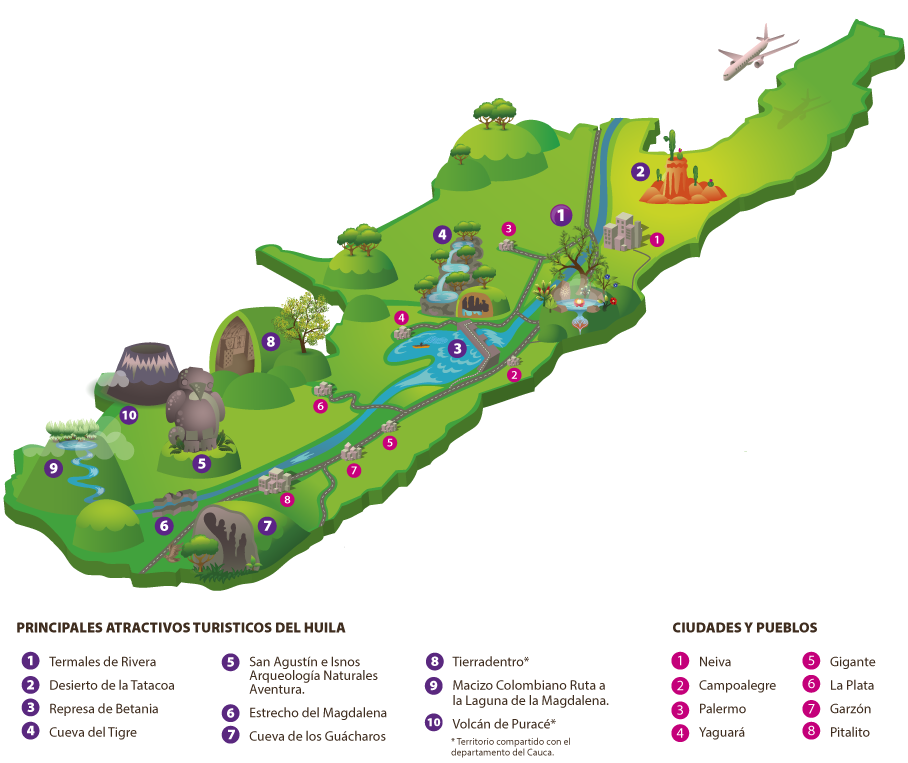 1
2
3
1
4
4
3
8
2
10
6
5
9
5
7
8
6
7
PRINCIPALES ATRACTIVOS TURISTICOS DEL HUILA
1 Termales de Rivera
2 Desierto de la Tatacoa
3 Represa de Betania
4 Cueva del Tigre
5 San Agustín e Isnos
Arqueología Naturales
Aventura.
6 Estrecho del Magdalena
7 Cueva de los Guácharos
8 Tierradentro*
9 Macizo Colombiano Ruta a
la Laguna de la Magdalena.
10 Volcán de Puracé*
* Territorio compartido con el
departamento del Cauca.
CIUDADES Y PUEBLOS
1 Neiva
2 Campoalegre
3 Palermo
4 Yaguará
5 Gigante
6 La Plata
7 Garzón
8 Pitalito